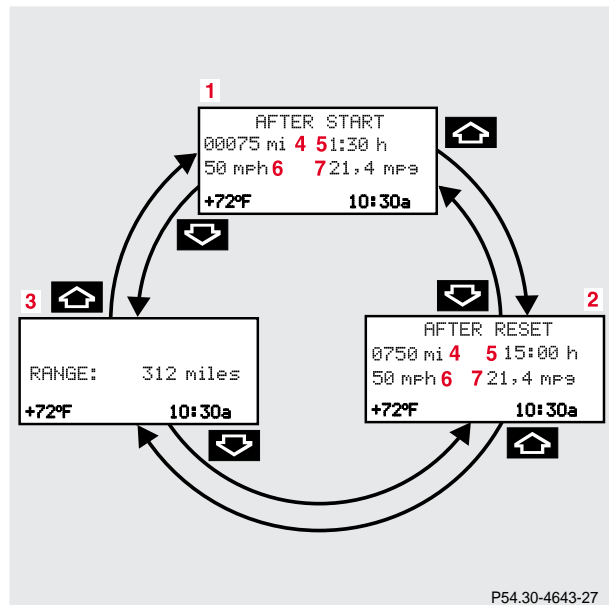 1
AFTER START
00075 mi 4 5 1:30 h
50 mph 6 7 21,4 mpg
+72°F 10:30a
3
RANGE: 312 miles
+72°F 10:30a
2
AFTER RESET
0750 mi 4 5 15:00 h
50 mph 6 7 21,4 mpg
+72°F 10:30a
P54.30-4643-27